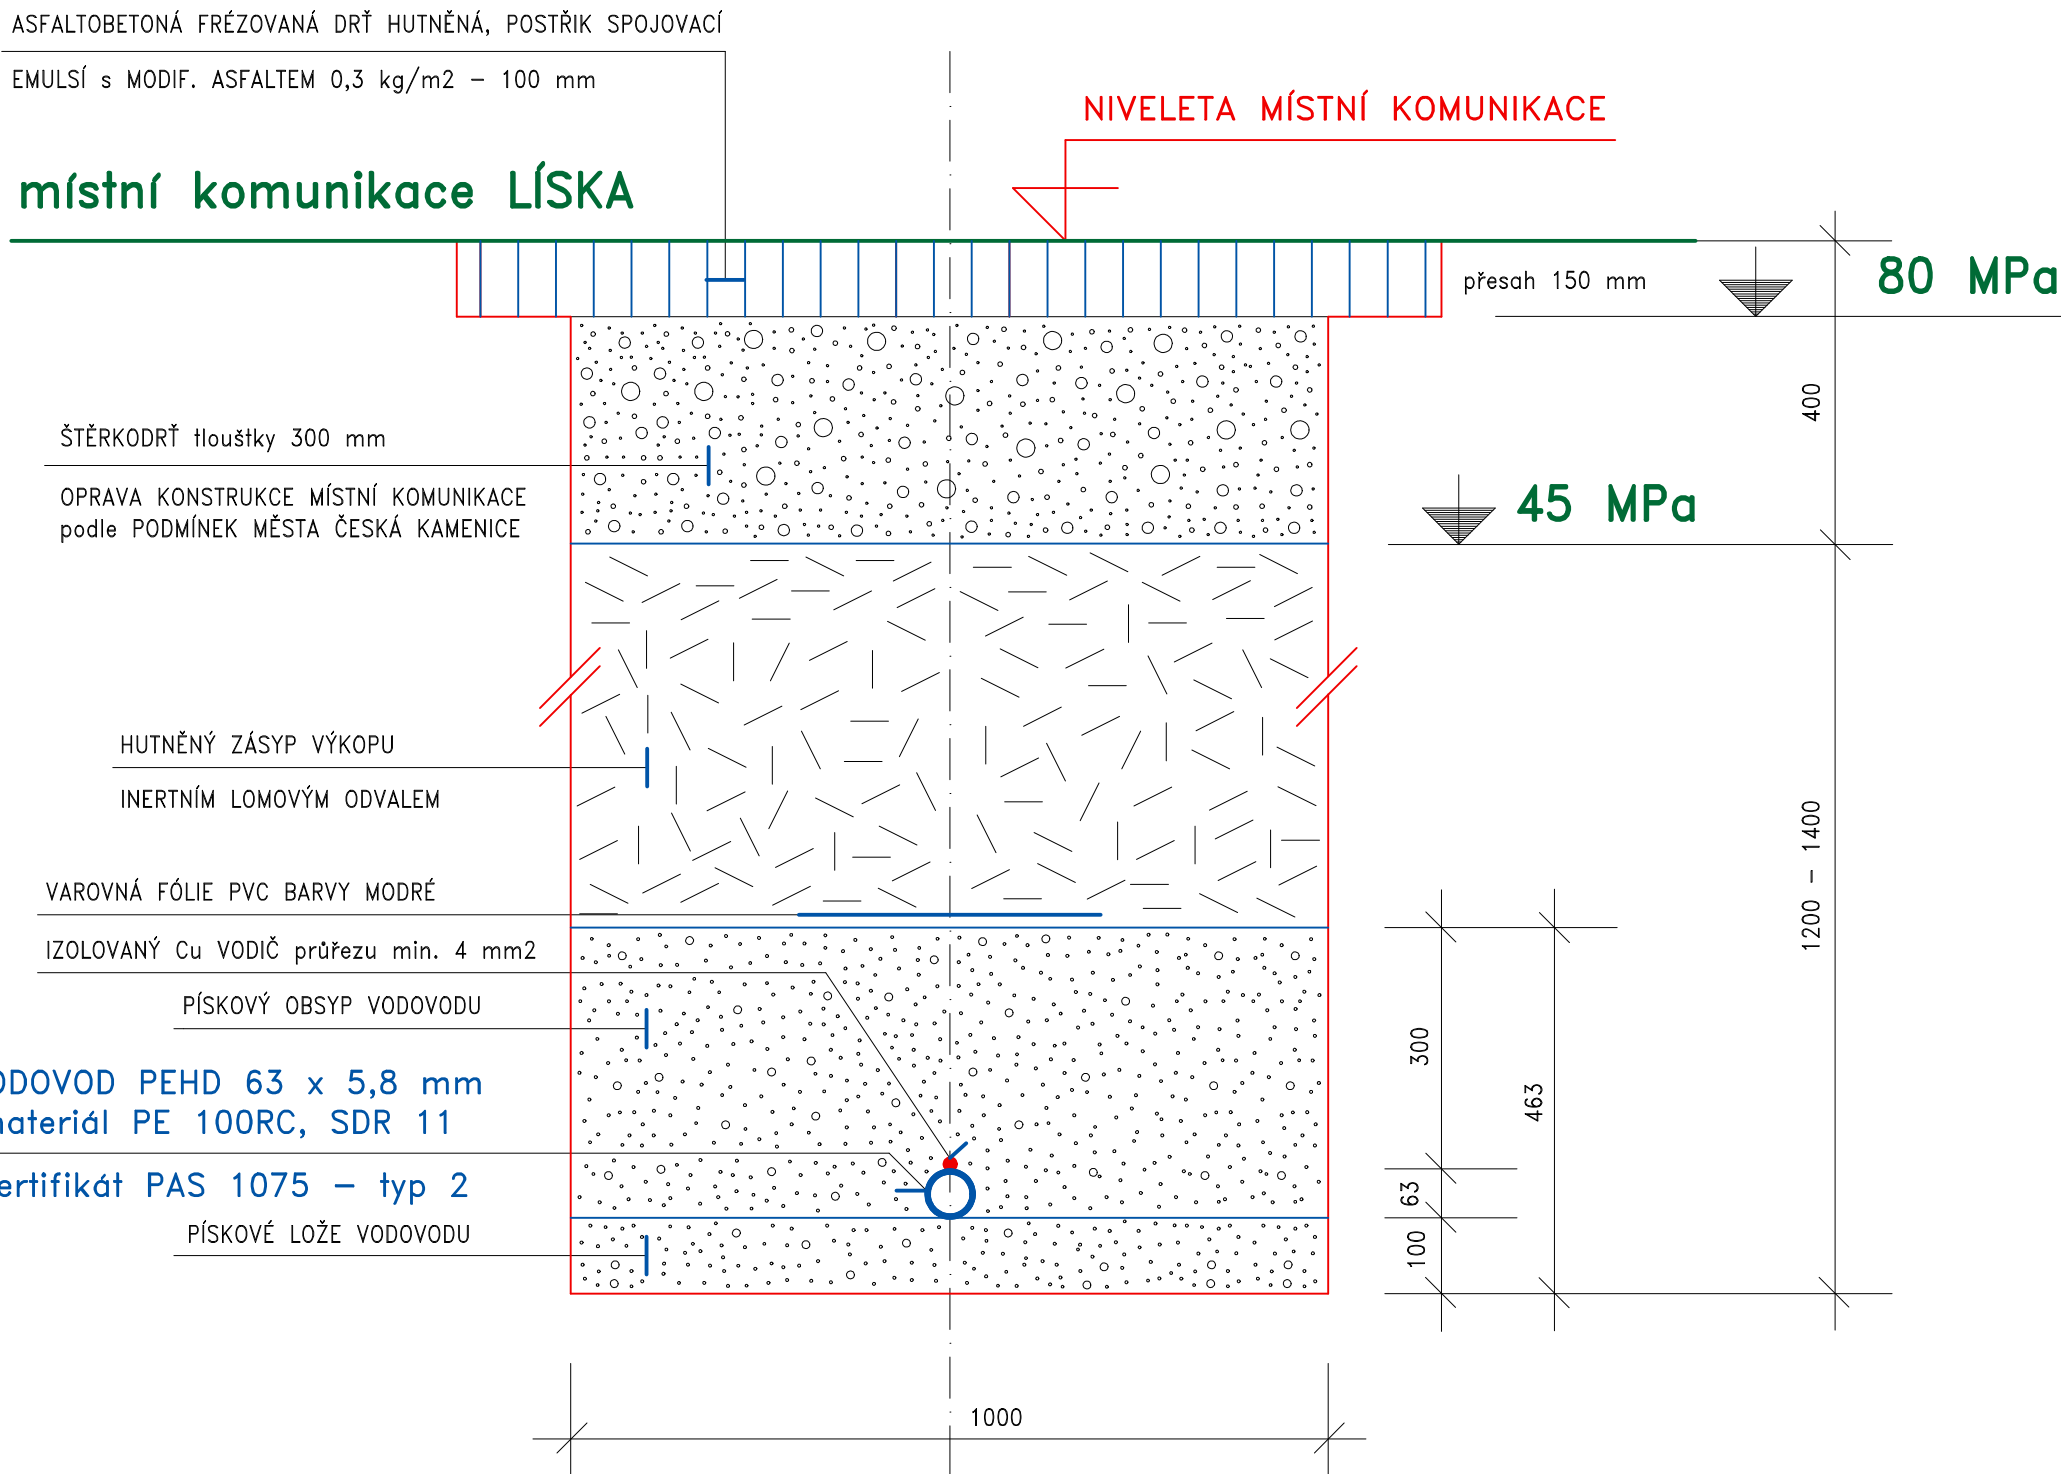 ASFALTOBETONÁ FRÉZOVANÁ DRŤ HUTNĚNÁ, POSTŘIK SPOJOVACÍ
EMULSÍ s MODIF. ASFALTEM 0,3 kg/m2 – 100 mm
NIVELETA MÍSTNÍ KOMUNIKACE
místní komunikace LÍSKA
přesah 150 mm
80 MPa
400
ŠTĚRKODRŤ tloušťky 300 mm
OPRAVA KONSTRUKCE MÍSTNÍ KOMUNIKACE
podle PODMÍNEK MĚSTA ČESKÁ KAMENICE
45 MPa
HUTNĚNÝ ZÁSYP VÝKOPU
INERTNÍM LOMOVÝM ODVALEM
1200 – 1400
VAROVNÁ FÓLIE PVC BARVY MODRÉ
IZOLOVANÝ Cu VODIČ průřezu min. 4 mm2
PÍSKOVÝ OBSYP VODOVODU
300
463
ODOVOD PEHD 63 x 5,8 mm
ateriál PE 100RC, SDR 11
ertifikát PAS 1075 – typ 2
63
PÍSKOVÉ LOŽE VODOVODU
100
1000